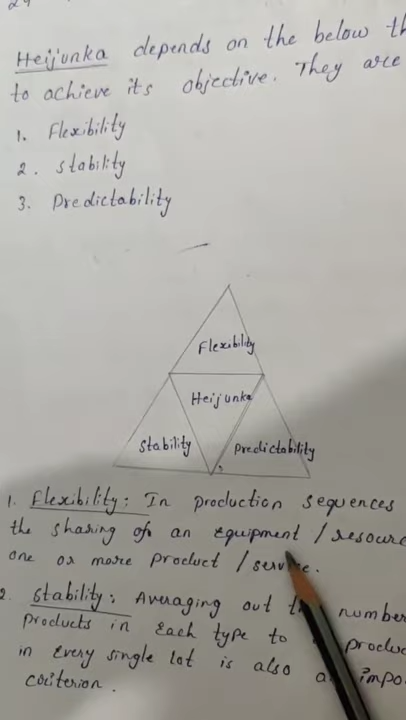 24
Heijunka depends on the below
to achieve its objective. They are
1. Flexibility
2. Stability
3. Predictability
Flexibility
Heijunka
Stability
Predictability
1. Flexibility: In production sequences
the sharing of an equipment /
one or more product /
2. Stability: Averaging out number
products in each type to
in every single lot is also
criterion.